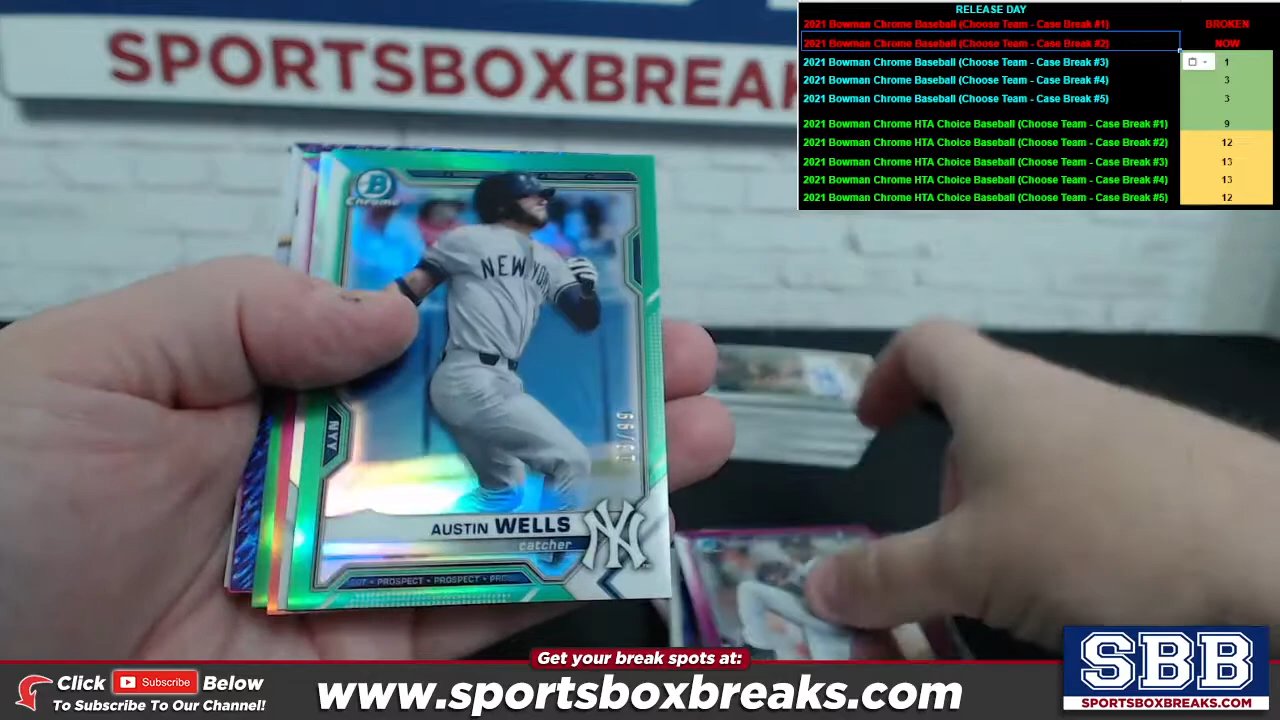 RELEASE DAY
2021 Bowman Chrome Baseball (Choose Team - Case Break #1) BROKEN
2021 Bowman Chrome Baseball (Choose Team - Case Break #2) NOW
2021 Bowman Chrome Baseball (Choose Team - Case Break #3) 1
2021 Bowman Chrome Baseball (Choose Team - Case Break #4) 3
2021 Bowman Chrome Baseball (Choose Team - Case Break #5) 3
2021 Bowman Chrome HTA Choice Baseball (Choose Team - Case Break #1) 9
2021 Bowman Chrome HTA Choice Baseball (Choose Team - Case Break #2) 12
2021 Bowman Chrome HTA Choice Baseball (Choose Team - Case Break #3) 13
2021 Bowman Chrome HTA Choice Baseball (Choose Team - Case Break #4) 13
2021 Bowman Chrome HTA Choice Baseball (Choose Team - Case Break #5) 12
SPORTSBOXBREAK
B
Chrome
NEW YORK
NYY
AUSTIN WELLS
catcher
NY
PROSPECT • PROSPECT
Get your break spots at:
Click Subscribe Below
To Subscribe To Our Channel!
www.sportsboxbreaks.com
SBB
SPORTSBOXBREAKS.COM